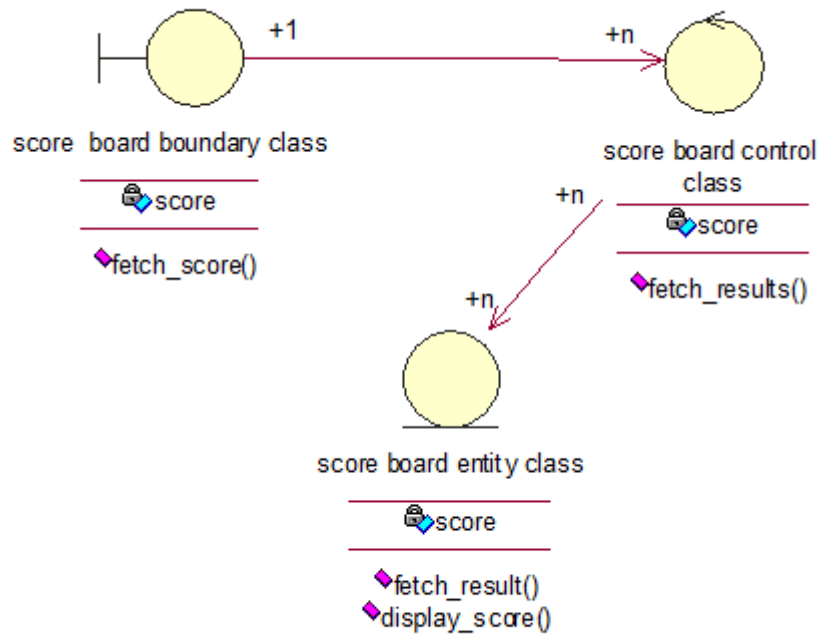 +1
+n
score board boundary class
score
fetch_score()
score board control
class
score
fetch_results()
+n
+n
score board entity class
score
fetch_result()
display_score()